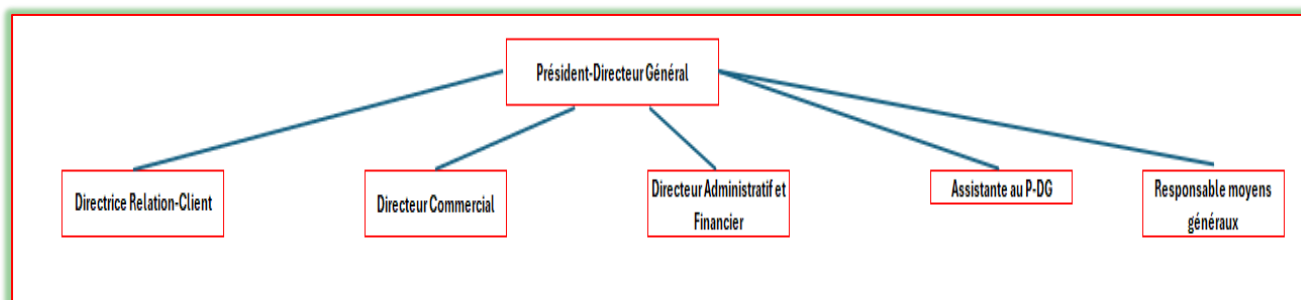 Président-Directeur Général
Directrice Relation-Client
Directeur Commercial
Directeur Administratif et
Financier
Assistante au P-DG
Responsable moyens
généraux